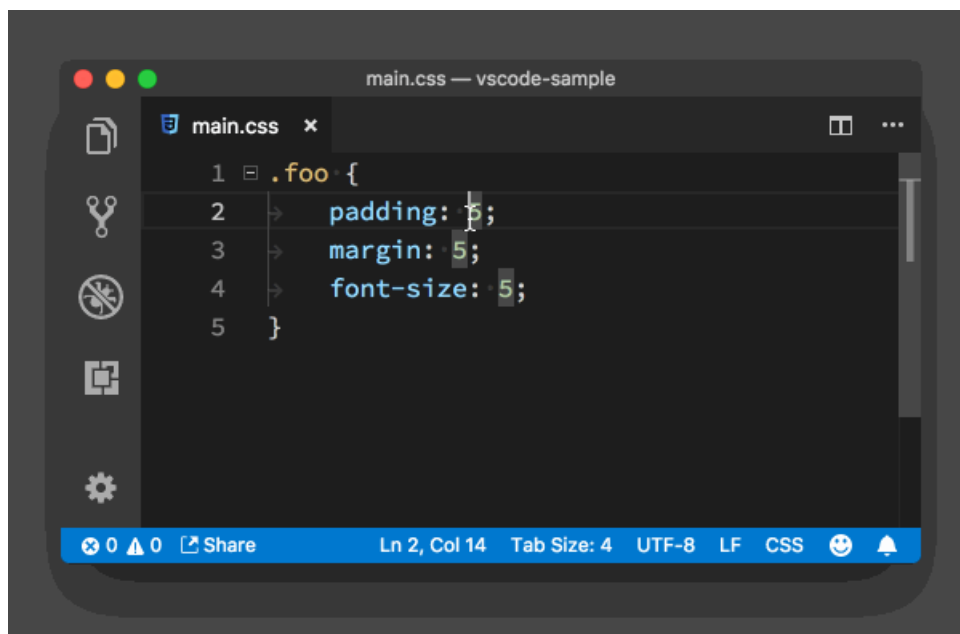 main.css — vscode-sample
main.css
1 .foo {
2 padding: 5;
3 margin: 5;
4 font-size: 5;
5 }
0 0 Share Ln 2, Col 14 Tab Size: 4 UTF-8 LF CSS